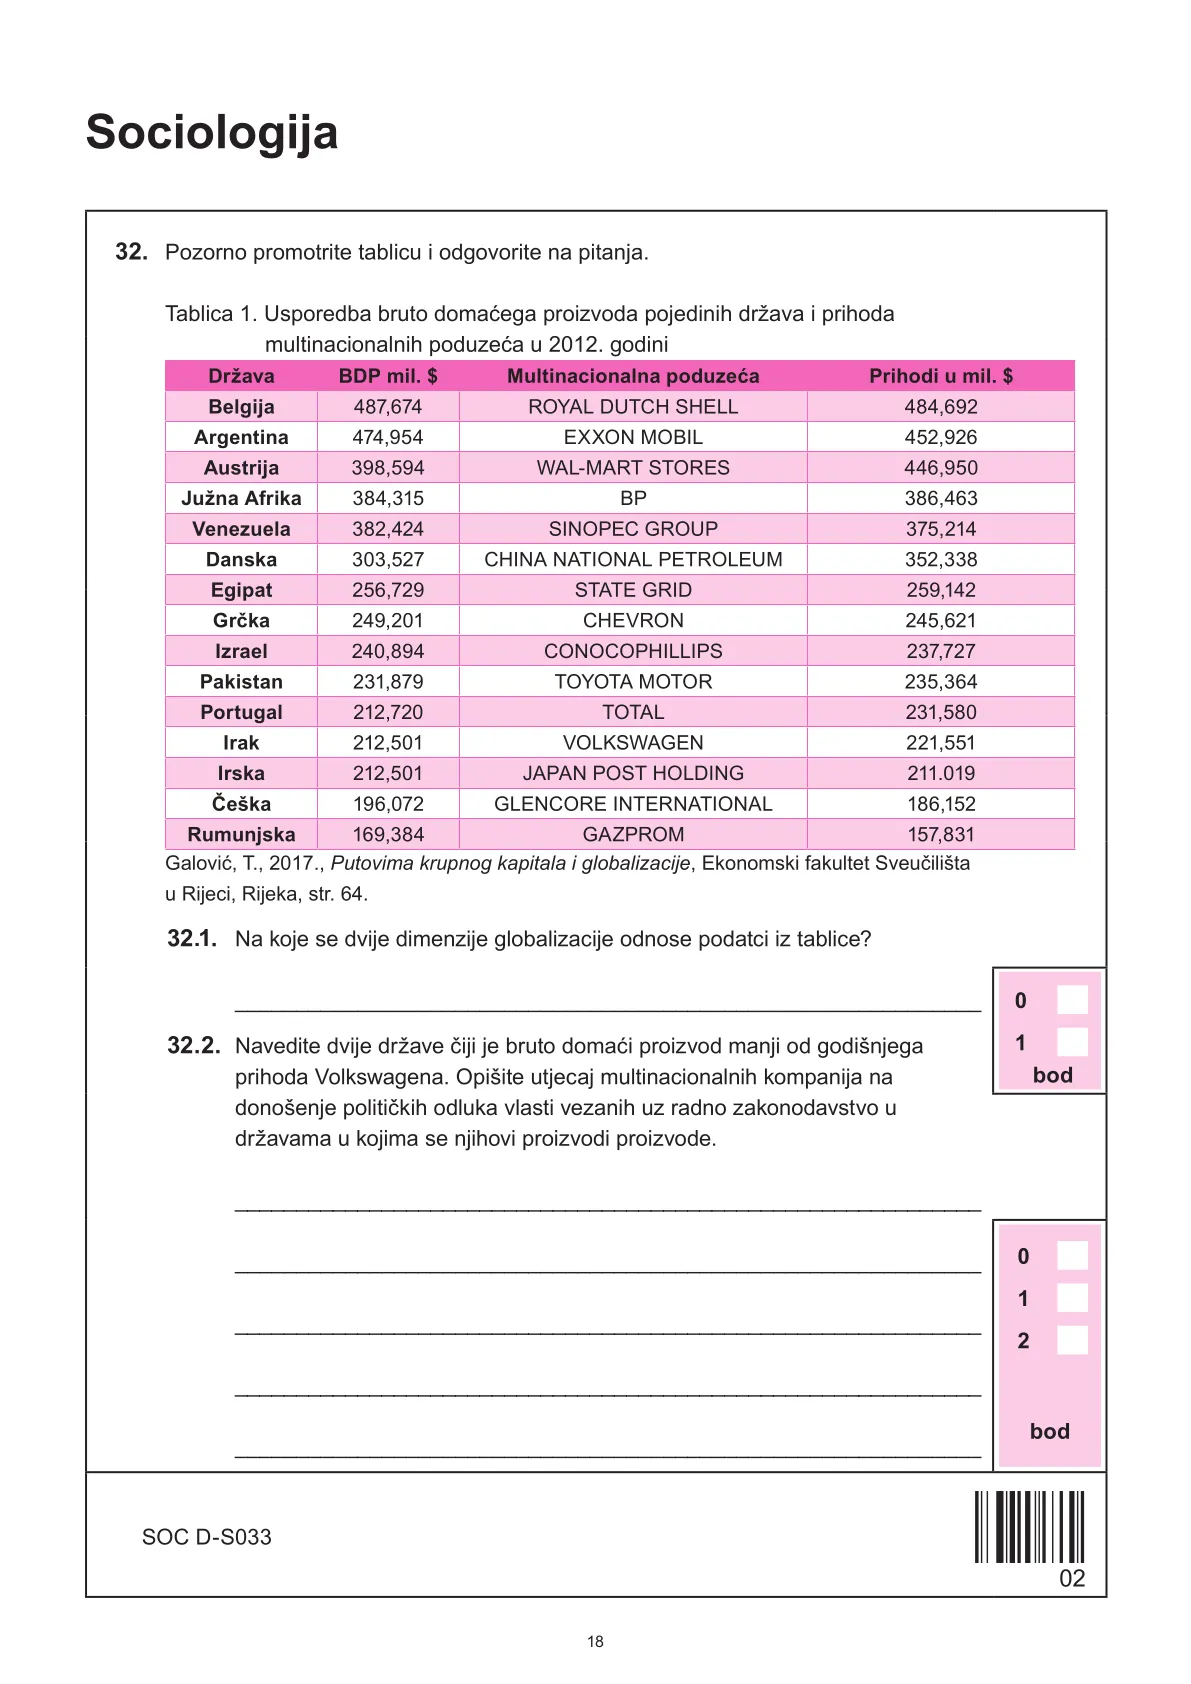 Sociologija
32. Pozorno promotrite tablicu i odgovorite na pitanja.
Tablica 1. Usporedba bruto domaćega proizvoda pojedinih država i prihoda
multinacionalnih poduzeća u 2012. godini
Država BDP mil. $ Multinacionalna poduzeća Prihodi u mil. $
Belgija 487,674 ROYAL DUTCH SHELL 484,692
Argentina 474,954 EXXON MOBIL 452,926
Austrija 398,594 WAL-MART STORES 446,950
Južna Afrika 384,315 BP 386,463
Venezuela 382,424 SINOPEC GROUP 375,214
Danska 303,527 CHINA NATIONAL PETROLEUM 352,338
Egipat 256,729 STATE GRID 259,142
Grčka 249,201 CHEVRON 245,621
Izrael 240,894 CONOCOPHILLIPS 237,727
Pakistan 231,879 TOYOTA MOTOR 235,364
Portugal 212,720 TOTAL 231,580
Irak 212,501 VOLKSWAGEN 221,551
Irska 212,501 JAPAN POST HOLDING 211.019
Češka 196,072 GLENCORE INTERNATIONAL 186,152
Rumunjska 169,384 GAZPROM 157,831
Galović, T., 2017., Putovima krupnog kapitala i globalizacije, Ekonomski fakultet Sveučilišta
u Rijeci, Rijeka, str. 64.
32.1. Na koje se dvije dimenzije globalizacije odnose podatci iz tablice?
0
1
bod
32.2. Navedite dvije države čiji je bruto domaći proizvod manji od godišnjega
prihoda Volkswagena. Opišite utjecaj multinacionalnih kompanija na
donošenje političkih odluka vlasti vezanih uz radno zakonodavstvo u
državama u kojima se njihovi proizvodi proizvode.
0
1
2
bod
SOC D-S033
02
18